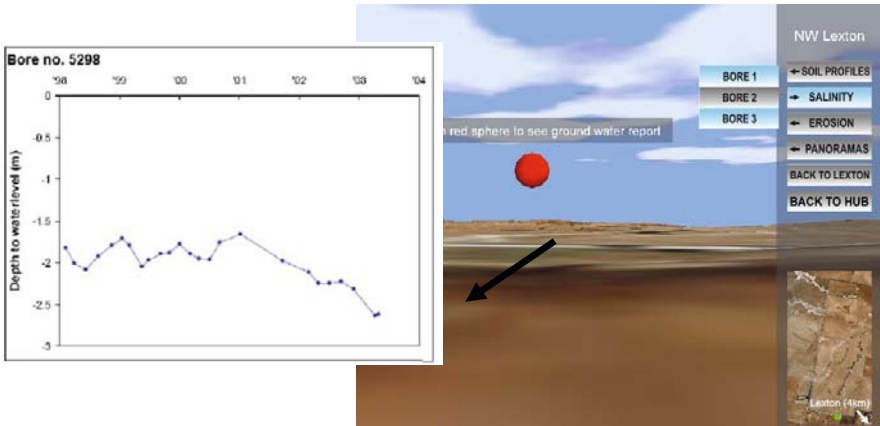 Bore no. 5298
'98 '99 '00 '01 '02 '03 '04
0
-0.5
-1
-1.5
-2
-2.5
-3
Depth to waterlevel (m)
red sphere to see ground water report
BORE 1
BORE 2
BORE 3
NW Lexton
SOIL PROFILES
SALINITY
EROSION
PANORAMAS
BACK TO LEXTON
BACK TO HUB
Lexton (4km)